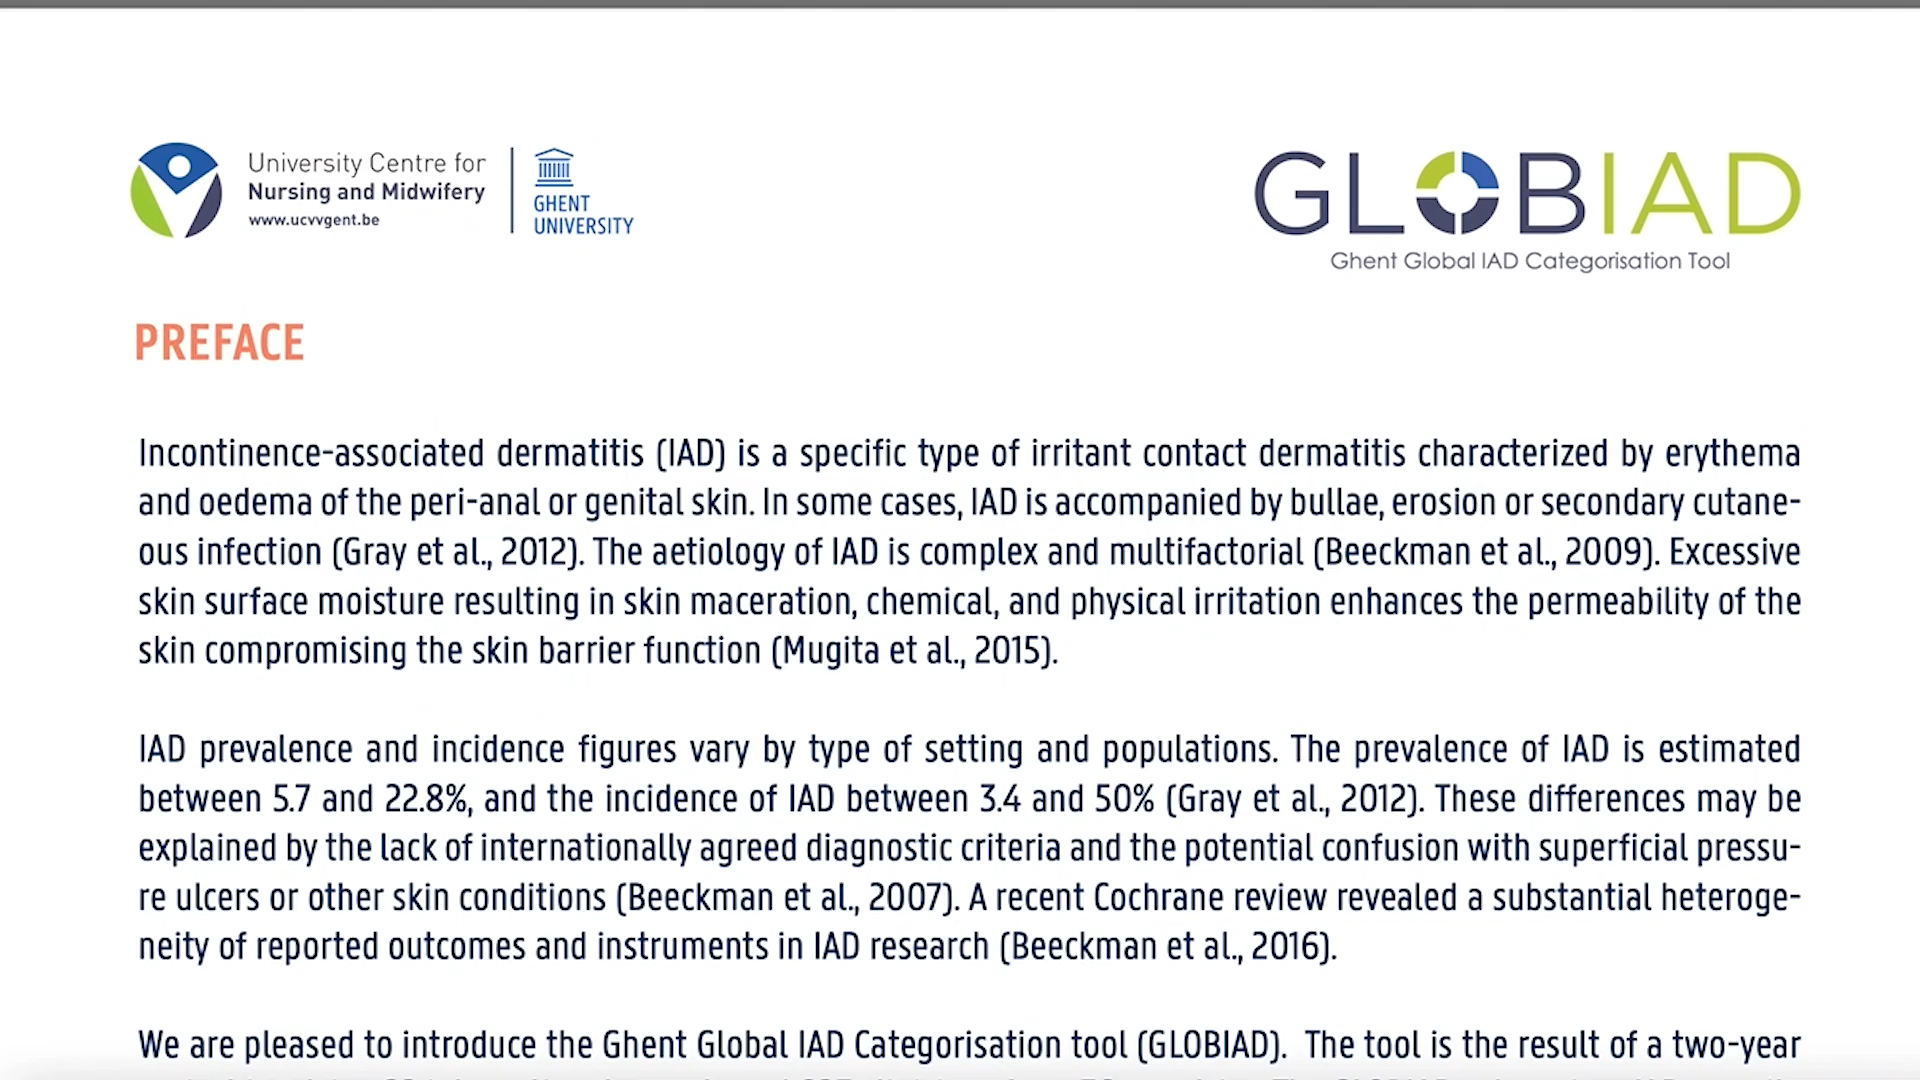 University Centre for
Nursing and Midwifery
www.ucvvgent.be
GHENT
UNIVERSITY
GLOBIAD
Ghent Global IAD Categorisation Tool
PREFACE
Incontinence-associated dermatitis (IAD) is a specific type of irritant contact dermatitis characterized by erythema
and oedema of the peri-anal or genital skin. In some cases, IAD is accompanied by bullae, erosion or secondary cutane-
ous infection (Gray et al., 2012). The aetiology of IAD is complex and multifactorial (Beeckman et al., 2009). Excessive
skin surface moisture resulting in skin maceration, chemical, and physical irritation enhances the permeability of the
skin compromising the skin barrier function (Mugita et al., 2015).
IAD prevalence and incidence figures vary by type of setting and populations. The prevalence of IAD is estimated
between 5.7 and 22.8%, and the incidence of IAD between 3.4 and 50% (Gray et al., 2012). These differences may be
explained by the lack of internationally agreed diagnostic criteria and the potential confusion with superficial pressu-
re ulcers or other skin conditions (Beeckman et al., 2007). A recent Cochrane review revealed a substantial heteroge-
neity of reported outcomes and instruments in IAD research (Beeckman et al., 2016).
We are pleased to introduce the Ghent Global IAD Categorisation tool (GLOBIAD). The tool is the result of a two-year